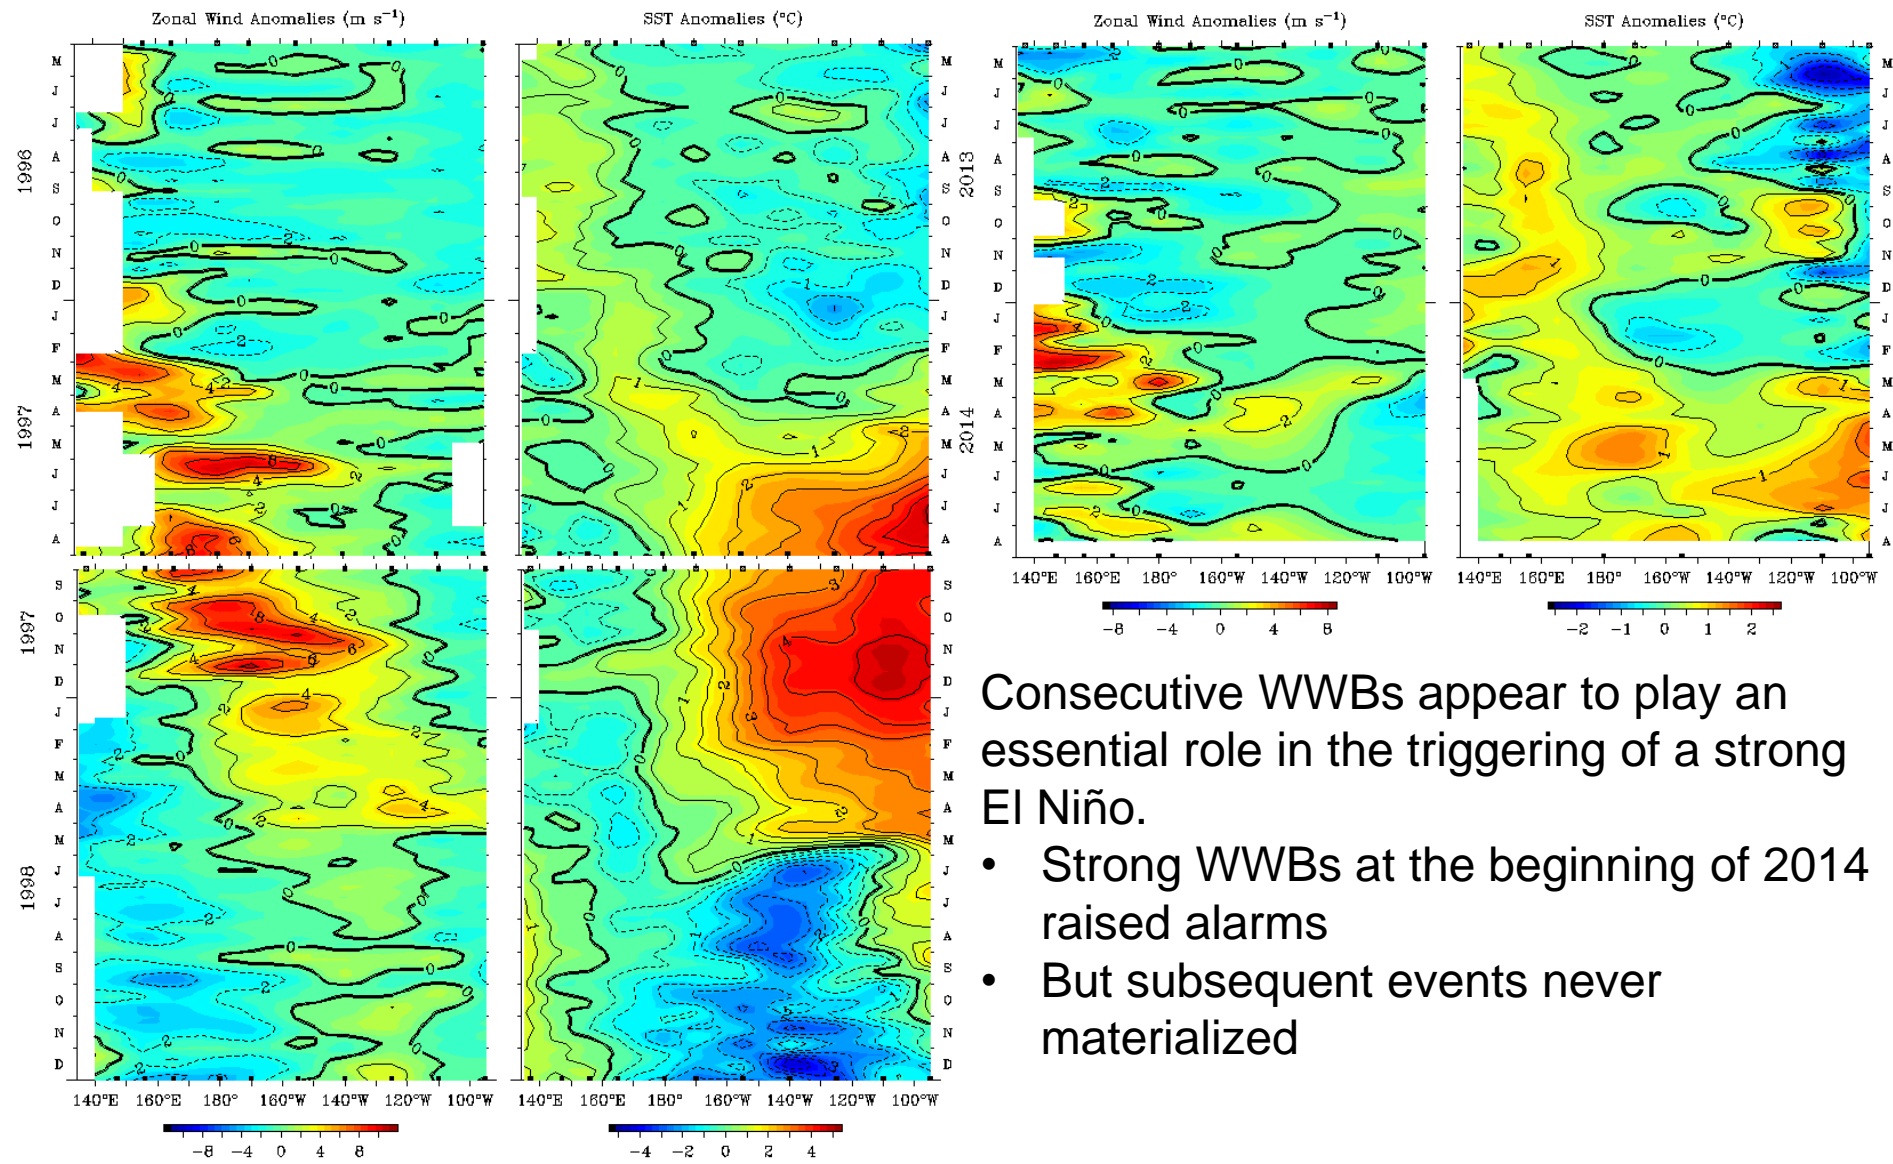 Zonal Wind Anomalies (m s⁻¹)
SST Anomalies (°C)
M
J
J
A
S
O
N
D
J
F
M
A
M
J
J
A
1996
1997
M
J
J
A
S
O
N
D
J
F
M
A
M
J
J
A
S
O
N
D
J
F
M
A
M
J
J
A
S
O
N
D
1997
1998
S
O
N
D
J
F
M
A
M
J
J
A
S
O
N
D
140°E 160°E 180° 160°W 140°W 120°W 100°W
140°E 160°E 180° 160°W 140°W 120°W 100°W
-8 -4 0 4 8
-4 -2 0 2 4
Zonal Wind Anomalies (m s⁻¹)
SST Anomalies (°C)
2013
2014
M
J
J
A
S
O
N
D
J
F
M
A
M
J
J
A
M
J
J
A
S
O
N
D
J
F
M
A
M
J
J
A
140°E 160°E 180° 160°W 140°W 120°W 100°W
140°E 160°E 180° 160°W 140°W 120°W 100°W
-8 -4 0 4 8
-2 -1 0 1 2
Consecutive WWBs appear to play an
essential role in the triggering of a strong
El Niño.
• Strong WWBs at the beginning of 2014
raised alarms
• But subsequent events never
materialized